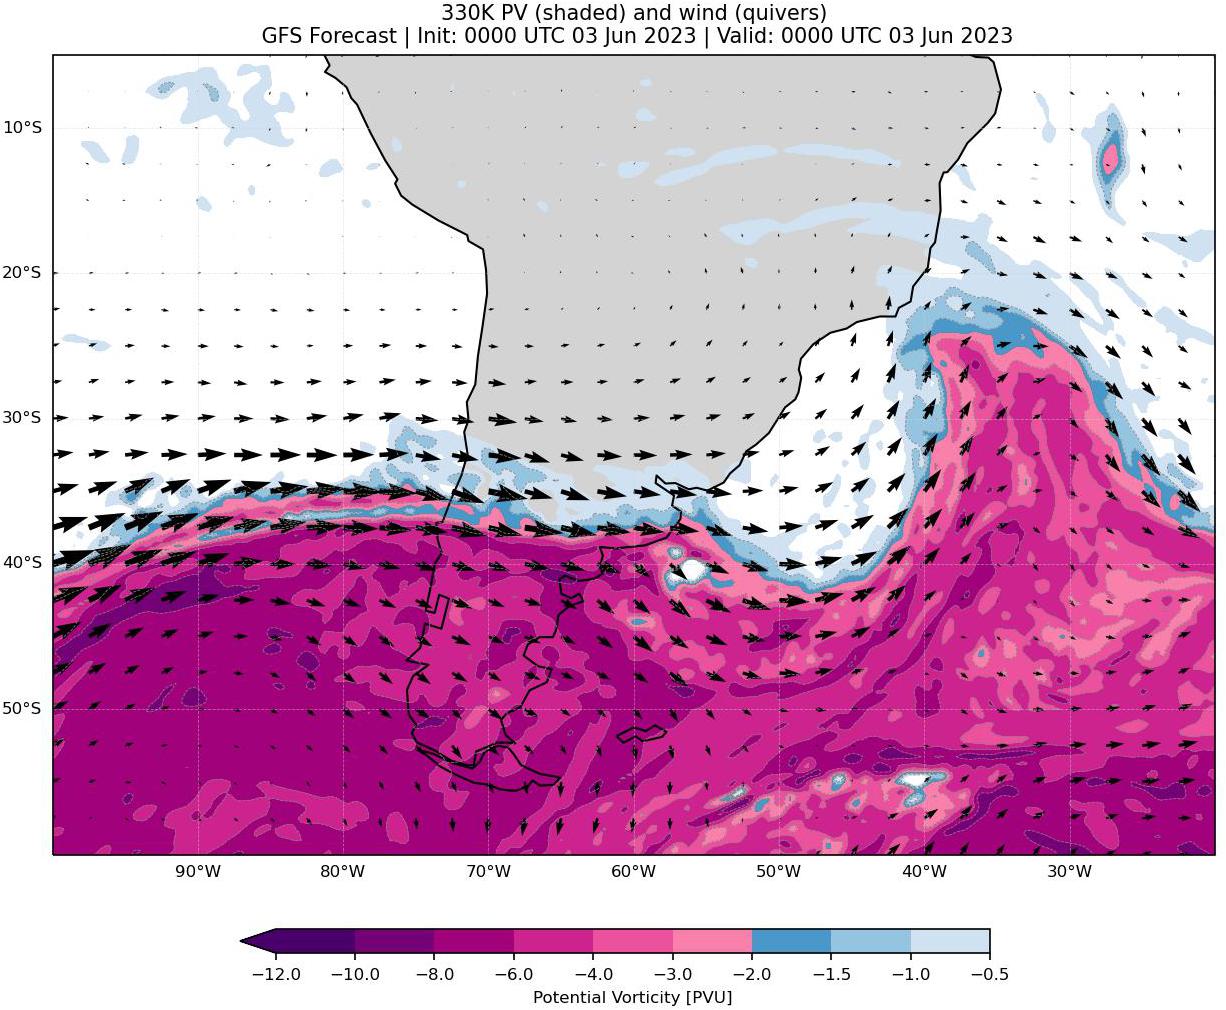 330K PV (shaded) and wind (quivers)
GFS Forecast | Init: 0000 UTC 03 Jun 2023 | Valid: 0000 UTC 03 Jun 2023
10°S
20°S
30°S
40°S
50°S
90°W 80°W 70°W 60°W 50°W 40°W 30°W
−12.0 −10.0 −8.0 −6.0 −4.0 −3.0 −2.0 −1.5 −1.0 −0.5
Potential Vorticity [PVU]